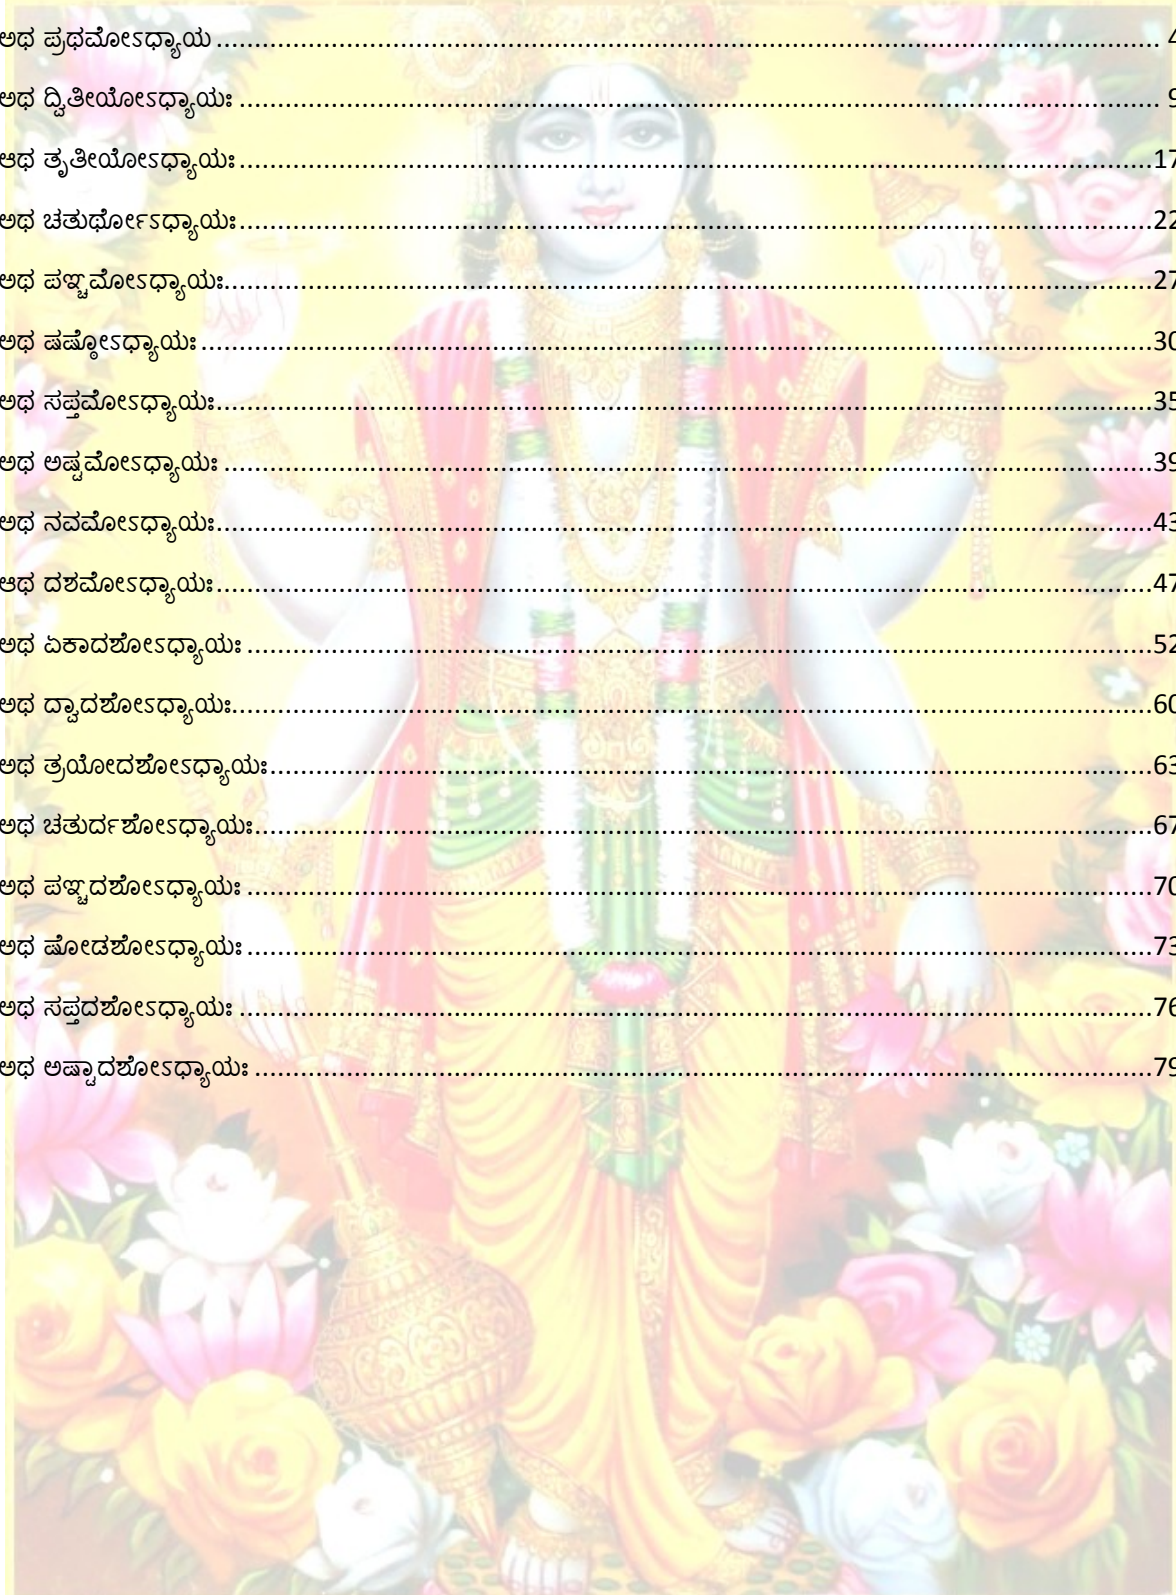 ಅಥ ಪ್ರಥಮೋಽಧ್ಯಾಯ ........ 4
ಅಥ ದ್ವಿತೀಯೋಽಧ್ಯಾಯಃ ........ 9
ಆಥ ತೃತೀಯೋಽಧ್ಯಾಯಃ ........ 17
ಅಥ ಚತುರ್ಥೋಽಧ್ಯಾಯಃ ........ 22
ಅಥ ಪಞ್ಚಮೋಽಧ್ಯಾಯಃ ........ 27
ಅಥ ಷಷ್ಠೋಽಧ್ಯಾಯಃ ........ 30
ಅಥ ಸಪ್ತಮೋಽಧ್ಯಾಯಃ ........ 35
ಅಥ ಅಷ್ಟಮೋಽಧ್ಯಾಯಃ ........ 39
ಅಥ ನವಮೋಽಧ್ಯಾಯಃ ........ 43
ಆಥ ದಶಮೋಽಧ್ಯಾಯಃ ........ 47
ಅಥ ಏಕಾದಶೋಽಧ್ಯಾಯಃ ........ 52
ಅಥ ದ್ವಾದಶೋಽಧ್ಯಾಯಃ ........ 60
ಅಥ ತ್ರಯೋದಶೋಽಧ್ಯಾಯಃ ........ 63
ಅಥ ಚತುರ್ದಶೋಽಧ್ಯಾಯಃ ........ 67
ಅಥ ಪಞ್ಚದಶೋಽಧ್ಯಾಯಃ ........ 70
ಅಥ ಷೋಡಶೋಽಧ್ಯಾಯಃ ........ 73
ಅಥ ಸಪ್ತದಶೋಽಧ್ಯಾಯಃ ........ 76
ಅಥ ಅಷ್ಟಾದಶೋಽಧ್ಯಾಯಃ ........ 79